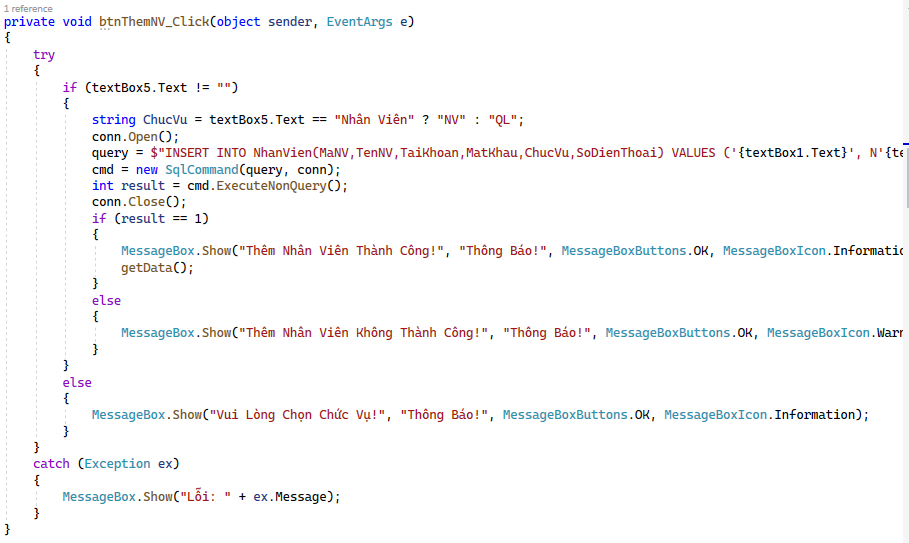 1 reference
private void btnThemNV_Click(object sender, EventArgs e)
{
    try
    {
        if (textBox5.Text != "")
        {
            string ChucVu = textBox5.Text == "Nhân Viên" ? "NV" : "QL";
            conn.Open();
            query = $"INSERT INTO NhanVien(MaNV,TenNV,TaiKhoan,MatKhau,ChucVu,SoDienThoai) VALUES ('{textBox1.Text}', N'{te
            cmd = new SqlCommand(query, conn);
            int result = cmd.ExecuteNonQuery();
            conn.Close();
            if (result == 1)
            {
                MessageBox.Show("Thêm Nhân Viên Thành Công!", "Thông Báo!", MessageBoxButtons.OK, MessageBoxIcon.Informatio
                getData();
            }
            else
            {
                MessageBox.Show("Thêm Nhân Viên Không Thành Công!", "Thông Báo!", MessageBoxButtons.OK, MessageBoxIcon.Warn
            }
        }
        else
        {
            MessageBox.Show("Vui Lòng Chọn Chức Vụ!", "Thông Báo!", MessageBoxButtons.OK, MessageBoxIcon.Information);
        }
    }
    catch (Exception ex)
    {
        MessageBox.Show("Lỗi: " + ex.Message);
    }
}